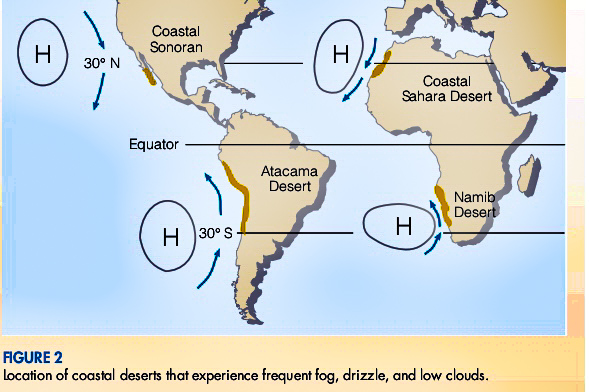 Coastal
Sonoran
H
30° N
H
Coastal
Sahara Desert
Equator
Atacama
Desert
Namib
Desert
H
30° S
H
FIGURE 2
Location of coastal deserts that experience frequent fog, drizzle, and low clouds.